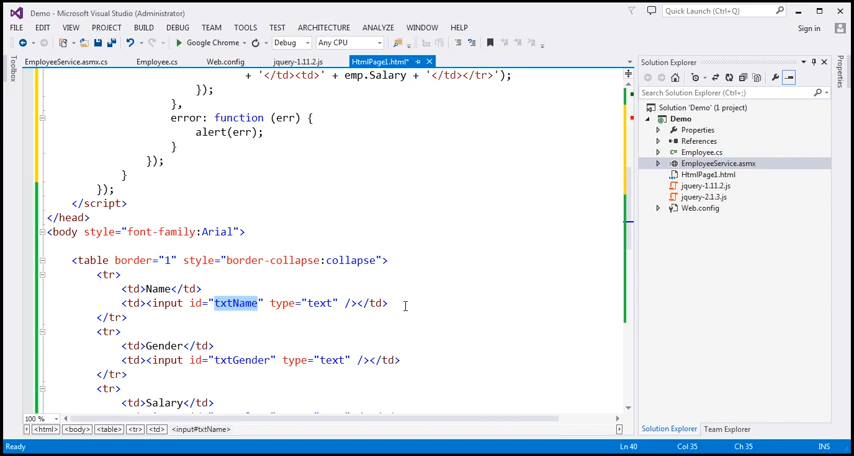 Demo - Microsoft Visual Studio (Administrator)
Quick Launch (Ctrl+Q)
FILE EDIT VIEW PROJECT BUILD DEBUG TEAM TOOLS TEST ARCHITECTURE ANALYZE WINDOW HELP
Sign in
Google Chrome Debug Any CPU
EmployeeService.asmx.cs Employee.cs Web.config jquery-1.11.2.js HtmlPage1.html*
Toolbox
+ '</td><td>' + emp.Salary + '</td></tr>');
});
},
error: function (err) {
alert(err);
}
});
}
});
</script>
</head>
<body style="font-family:Arial">
<table border="1" style="border-collapse:collapse">
<tr>
<td>Name</td>
<td><input id="txtName" type="text" /></td>
</tr>
<tr>
<td>Gender</td>
<td><input id="txtGender" type="text" /></td>
</tr>
<tr>
<td>Salary</td>
100 %
<html> <body> <table> <tr> <td> <input#txtName>
Solution Explorer
Search Solution Explorer (Ctrl+;)
Solution 'Demo' (1 project)
Demo
Properties
References
Employee.cs
EmployeeService.asmx
HtmlPage1.html
jquery-1.11.2.js
jquery-2.1.3.js
Web.config
Solution Explorer Team Explorer
Properties
Ready Ln 40 Col 35 Ch 35 INS